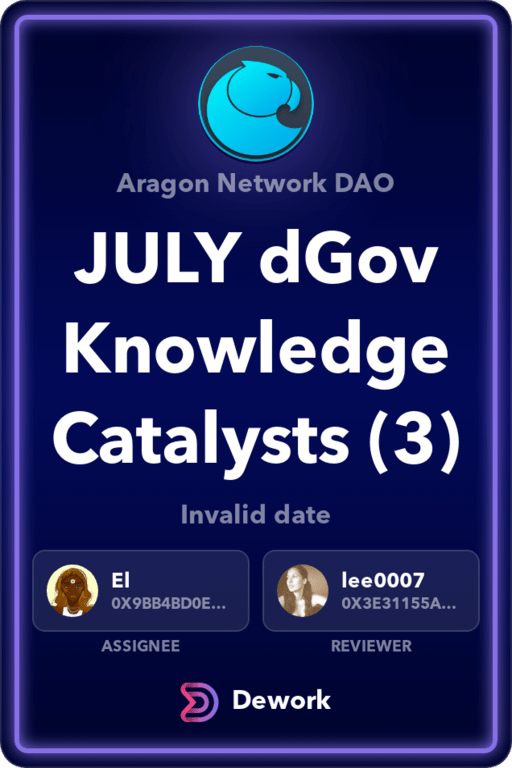 Aragon Network DAO
JULY dGov
Knowledge
Catalysts (3)
Invalid date
El
0X9BB4BD0E...
lee0007
0X3E31155A...
ASSIGNEE
REVIEWER
Dework